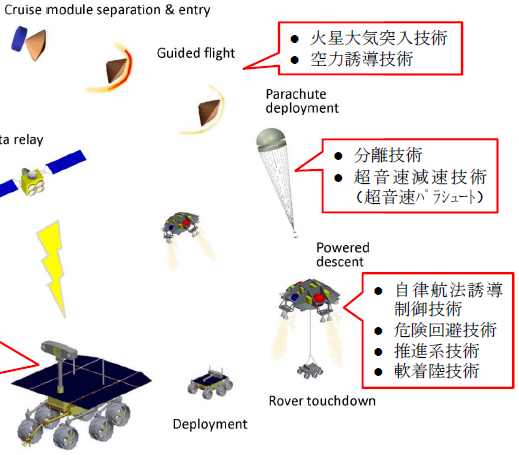 Cruise module separation & entry
Guided flight
● 火星大気突入技術
● 空力誘導技術
Parachute
deployment
ta relay
● 分離技術
● 超音速減速技術
（超音速ﾊﾟﾗｼｭｰﾄ）
Powered
descent
● 自律航法誘導
制御技術
● 危険回避技術
● 推進系技術
● 軟着陸技術
Rover touchdown
Deployment